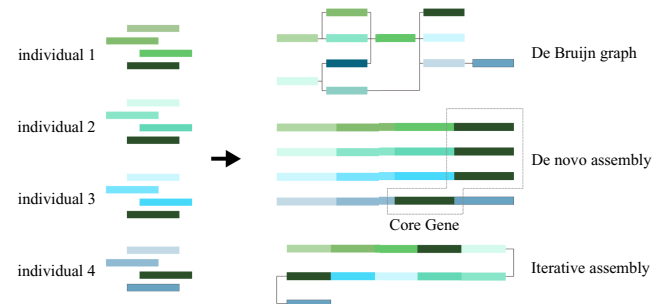 individual 1
De Bruijn graph
individual 2
De novo assembly
individual 3
Core Gene
individual 4
Iterative assembly